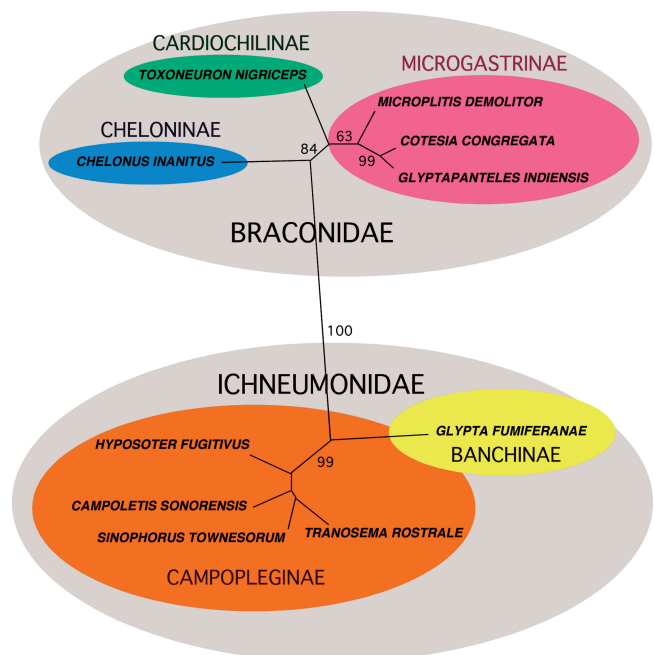 CARDIOCHILINAE
TOXONEURON NIGRICEPS
MICROGASTRINAE
MICROPLITIS DEMOLITOR
CHELONINAE
63
COTESIA CONGREGATA
84
99
CHELONUS INANITUS
GLYPTAPANTELES INDIENSIS
BRACONIDAE
100
ICHNEUMONIDAE
GLYPTA FUMIFERANAE
HYPOSOTER FUGITIVUS
BANCHINAE
99
CAMPOLETIS SONORENSIS
TRANOSEMA ROSTRALE
SINOPHORUS TOWNESORUM
CAMPOPLEGINAE